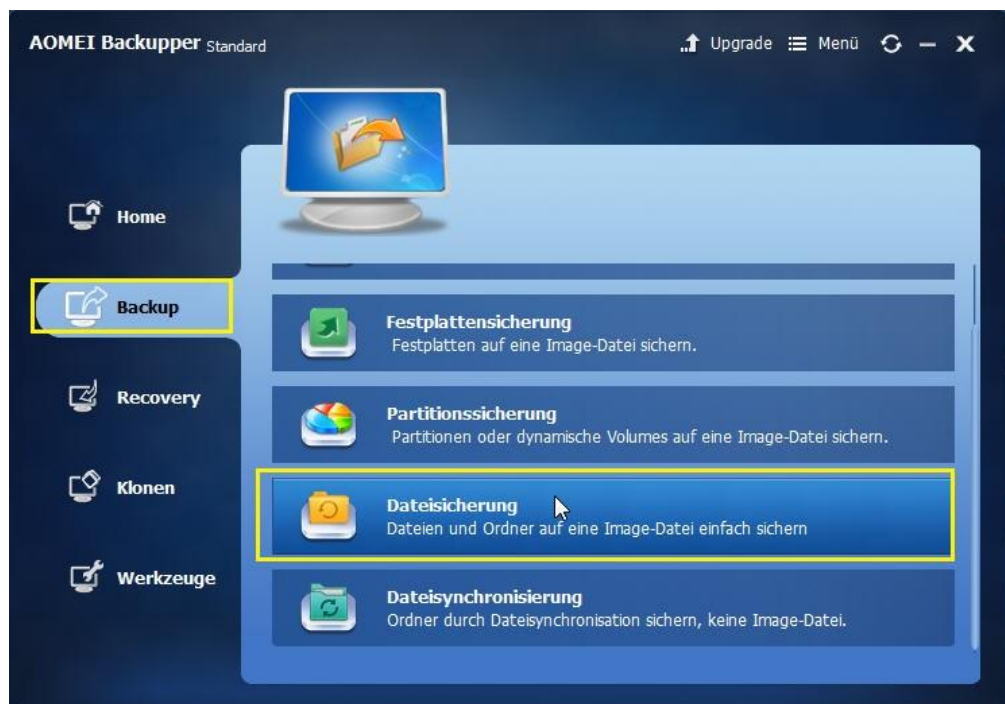 AOMEI Backupper Standard
Upgrade
Menü
Home
Backup
Recovery
Klonen
Werkzeuge
Festplattensicherung
Festplatten auf eine Image-Datei sichern.
Partitionssicherung
Partitionen oder dynamische Volumes auf eine Image-Datei sichern.
Dateisicherung
Dateien und Ordner auf eine Image-Datei einfach sichern
Dateisynchronisierung
Ordner durch Dateisynchronisation sichern, keine Image-Datei.